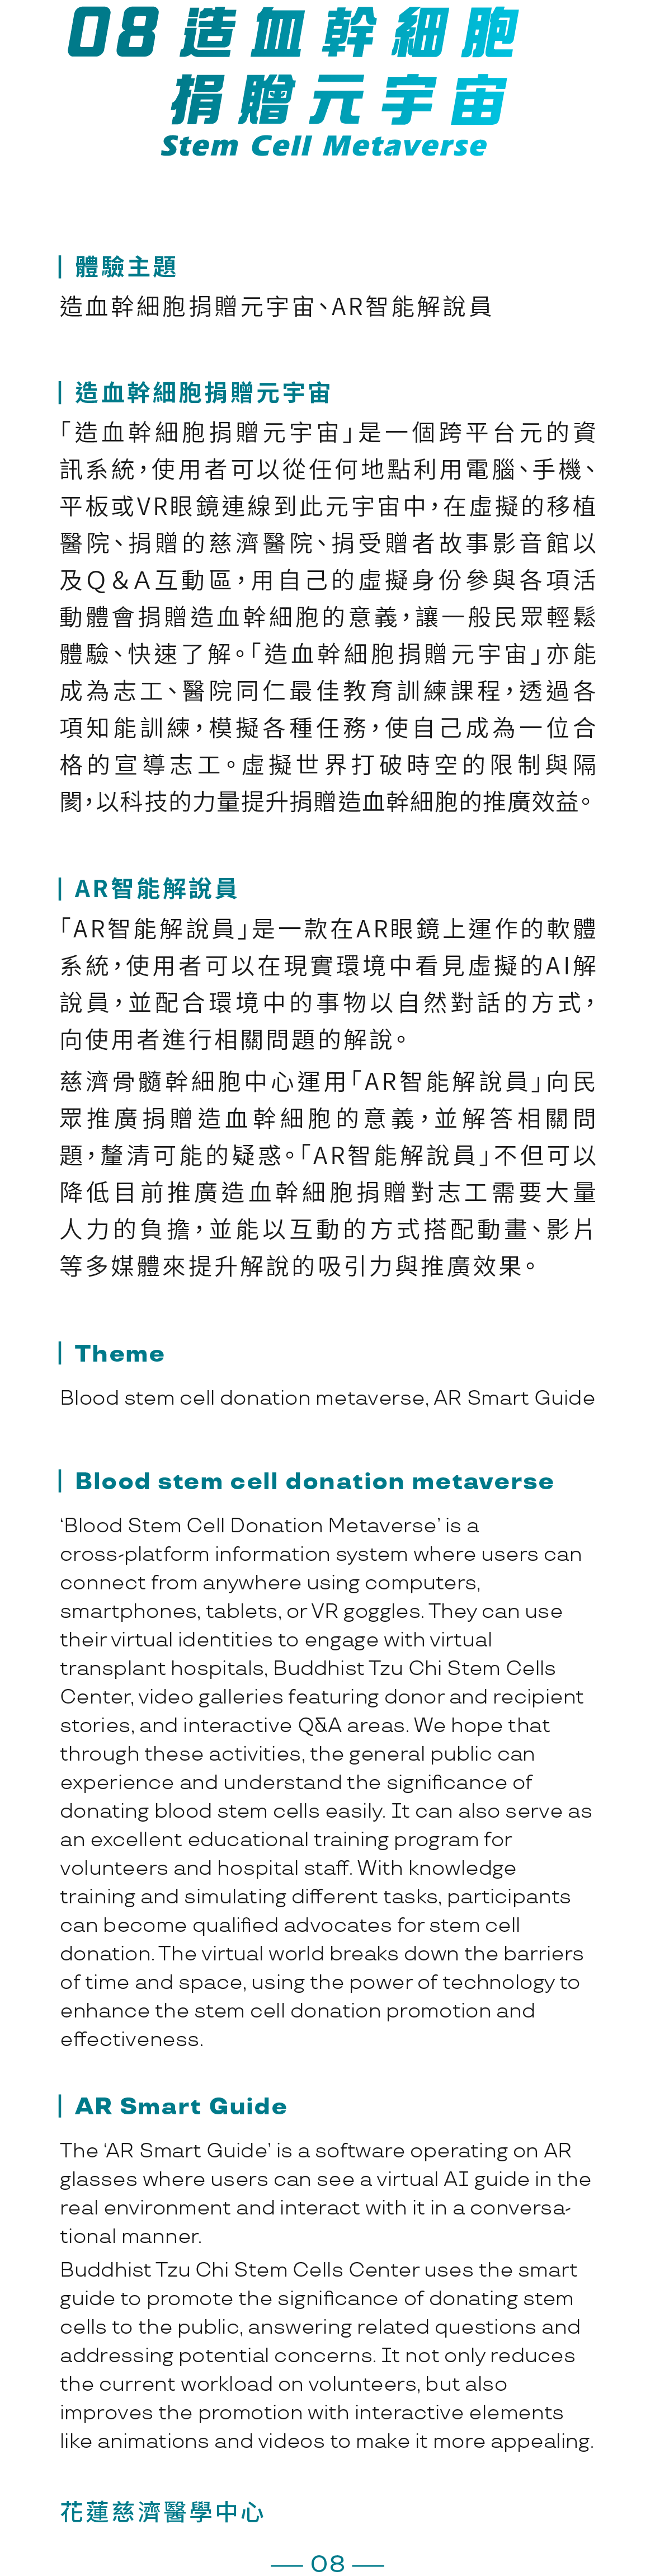 08 造血幹細胞
捐贈元宇宙
Stem Cell Metaverse
體驗主題
造血幹細胞捐贈元宇宙、AR智能解說員
造血幹細胞捐贈元宇宙
「造血幹細胞捐贈元宇宙」是一個跨平台元的資
訊系統，使用者可以從任何地點利用電腦、手機、
平板或VR眼鏡連線到此元宇宙中，在虛擬的移植
醫院、捐贈的慈濟醫院、捐受贈者故事影音館以
及Q&A互動區，用自己的虛擬身份參與各項活
動體會捐贈造血幹細胞的意義，讓一般民眾輕鬆
體驗、快速了解。「造血幹細胞捐贈元宇宙」亦能
成為志工、醫院同仁最佳教育訓練課程，透過各
項知能訓練，模擬各種任務，使自己成為一位合
格的宣導志工。虛擬世界打破時空的限制與隔
閡，以科技的力量提升捐贈造血幹細胞的推廣效益。
AR智能解說員
「AR智能解說員」是一款在AR眼鏡上運作的軟體
系統，使用者可以在現實環境中看見虛擬的AI解
說員，並配合環境中的事物以自然對話的方式，
向使用者進行相關問題的解說。
慈濟骨髓幹細胞中心運用「AR智能解說員」向民
眾推廣捐贈造血幹細胞的意義，並解答相關問
題，釐清可能的疑惑。「AR智能解說員」不但可以
降低目前推廣造血幹細胞捐贈對志工需要大量
人力的負擔，並能以互動的方式搭配動畫、影片
等多媒體來提升解說的吸引力與推廣效果。
Theme
Blood stem cell donation metaverse, AR Smart Guide
Blood stem cell donation metaverse
‘Blood Stem Cell Donation Metaverse’ is a
cross-platform information system where users can
connect from anywhere using computers,
smartphones, tablets, or VR goggles. They can use
their virtual identities to engage with virtual
transplant hospitals, Buddhist Tzu Chi Stem Cells
Center, video galleries featuring donor and recipient
stories, and interactive Q&A areas. We hope that
through these activities, the general public can
experience and understand the significance of
donating blood stem cells easily. It can also serve as
an excellent educational training program for
volunteers and hospital staff. With knowledge
training and simulating different tasks, participants
can become qualified advocates for stem cell
donation. The virtual world breaks down the barriers
of time and space, using the power of technology to
enhance the stem cell donation promotion and
effectiveness.
AR Smart Guide
The ‘AR Smart Guide’ is a software operating on AR
glasses where users can see a virtual AI guide in the
real environment and interact with it in a conversa-
tional manner.
Buddhist Tzu Chi Stem Cells Center uses the smart
guide to promote the significance of donating stem
cells to the public, answering related questions and
addressing potential concerns. It not only reduces
the current workload on volunteers, but also
improves the promotion with interactive elements
like animations and videos to make it more appealing.
花蓮慈濟醫學中心
— 08 —